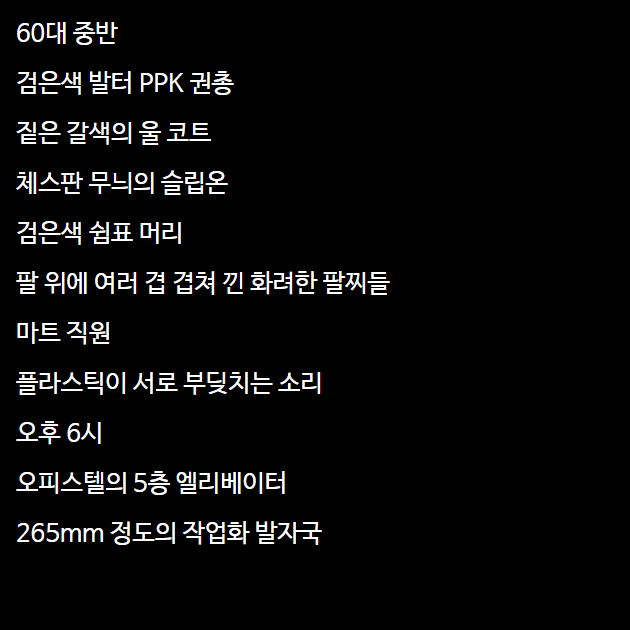 60대 중반
검은색 발터 PPK 권총
짙은 갈색의 울 코트
체스판 무늬의 슬립온
검은색 쉼표 머리
팔 위에 여러 겹 겹쳐 낀 화려한 팔찌들
마트 직원
플라스틱이 서로 부딪치는 소리
오후 6시
오피스텔의 5층 엘리베이터
265mm 정도의 작업화 발자국